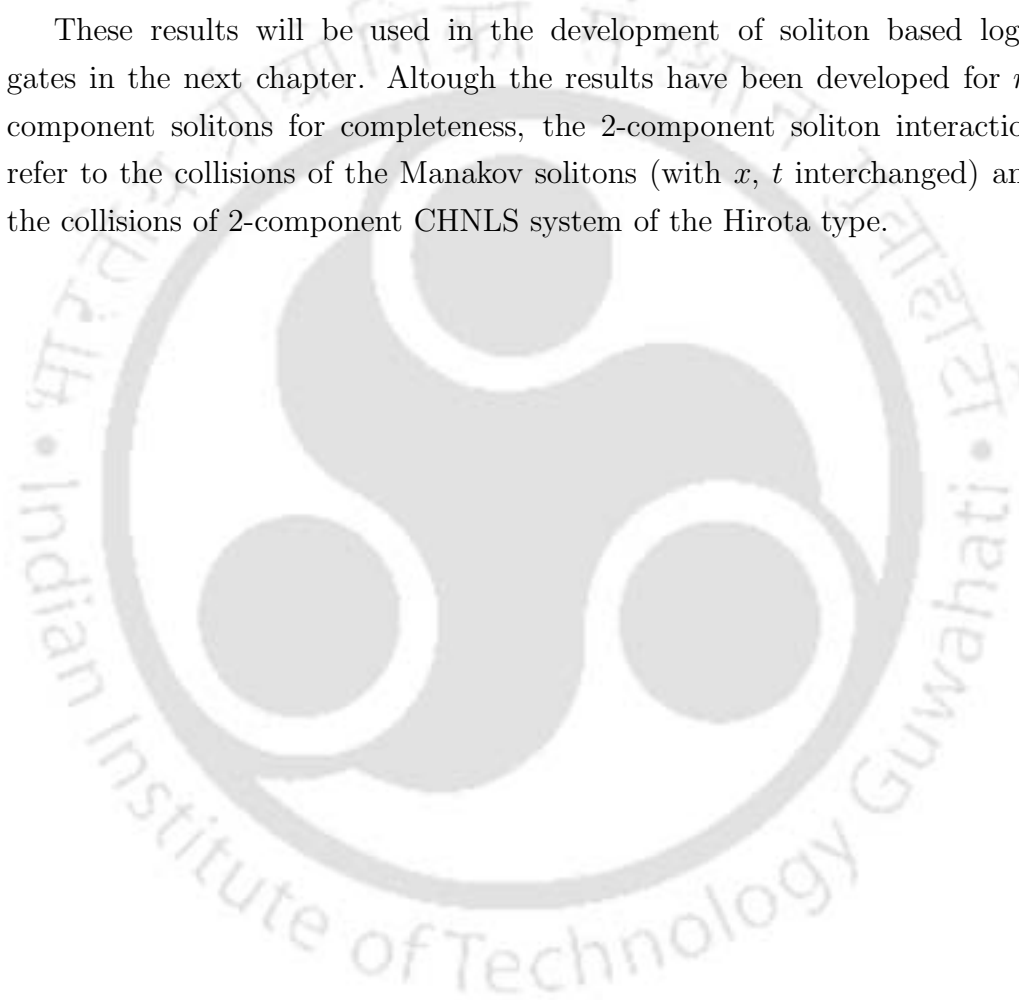 These results will be used in the development of soliton based log
gates in the next chapter. Altough the results have been developed for
component solitons for completeness, the 2-component soliton interactio
refer to the collisions of the Manakov solitons (with x, t interchanged) an
the collisions of 2-component CHNLS system of the Hirota type.
Indian Institute of Technology Guwahati